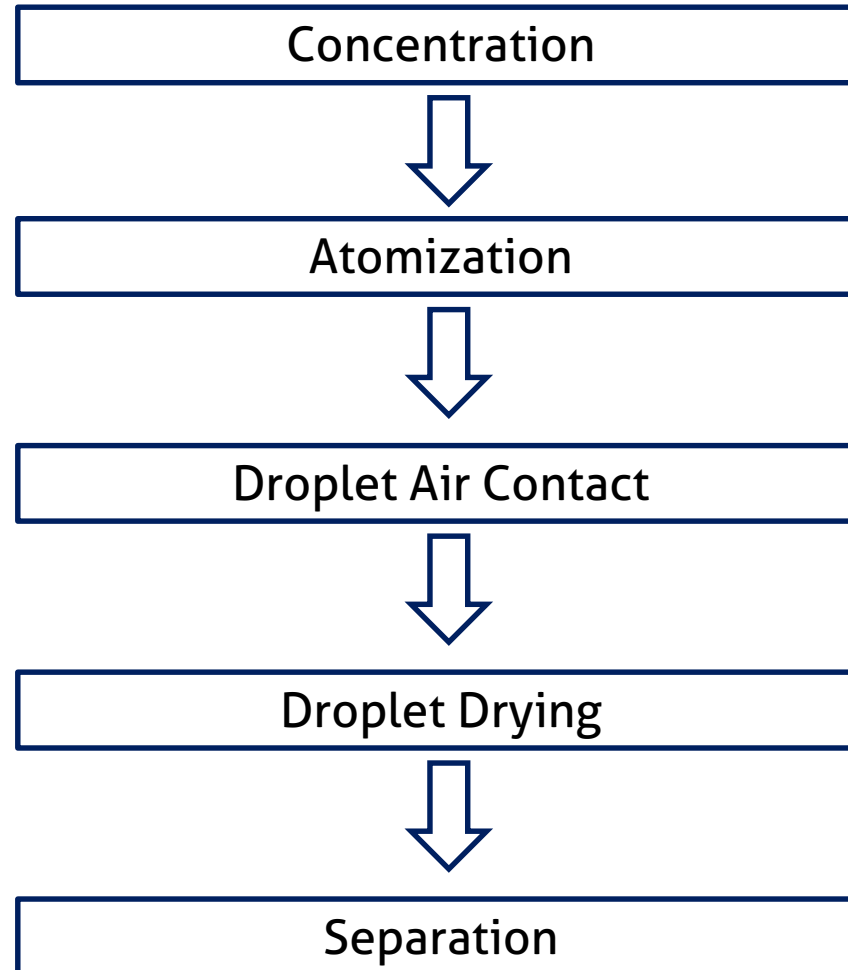 Concentration
Atomization
Droplet Air Contact
Droplet Drying
Separation